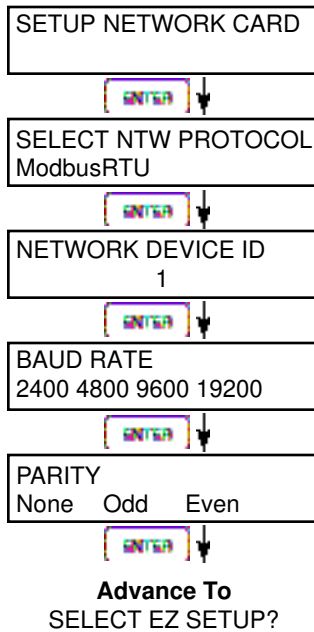 SETUP NETWORK CARD
ENTER
SELECT NTW PROTOCOL
ModbusRTU
ENTER
NETWORK DEVICE ID
1
ENTER
BAUD RATE
2400 4800 9600 19200
ENTER
PARITY
None Odd Even
ENTER
Advance To
SELECT EZ SETUP?